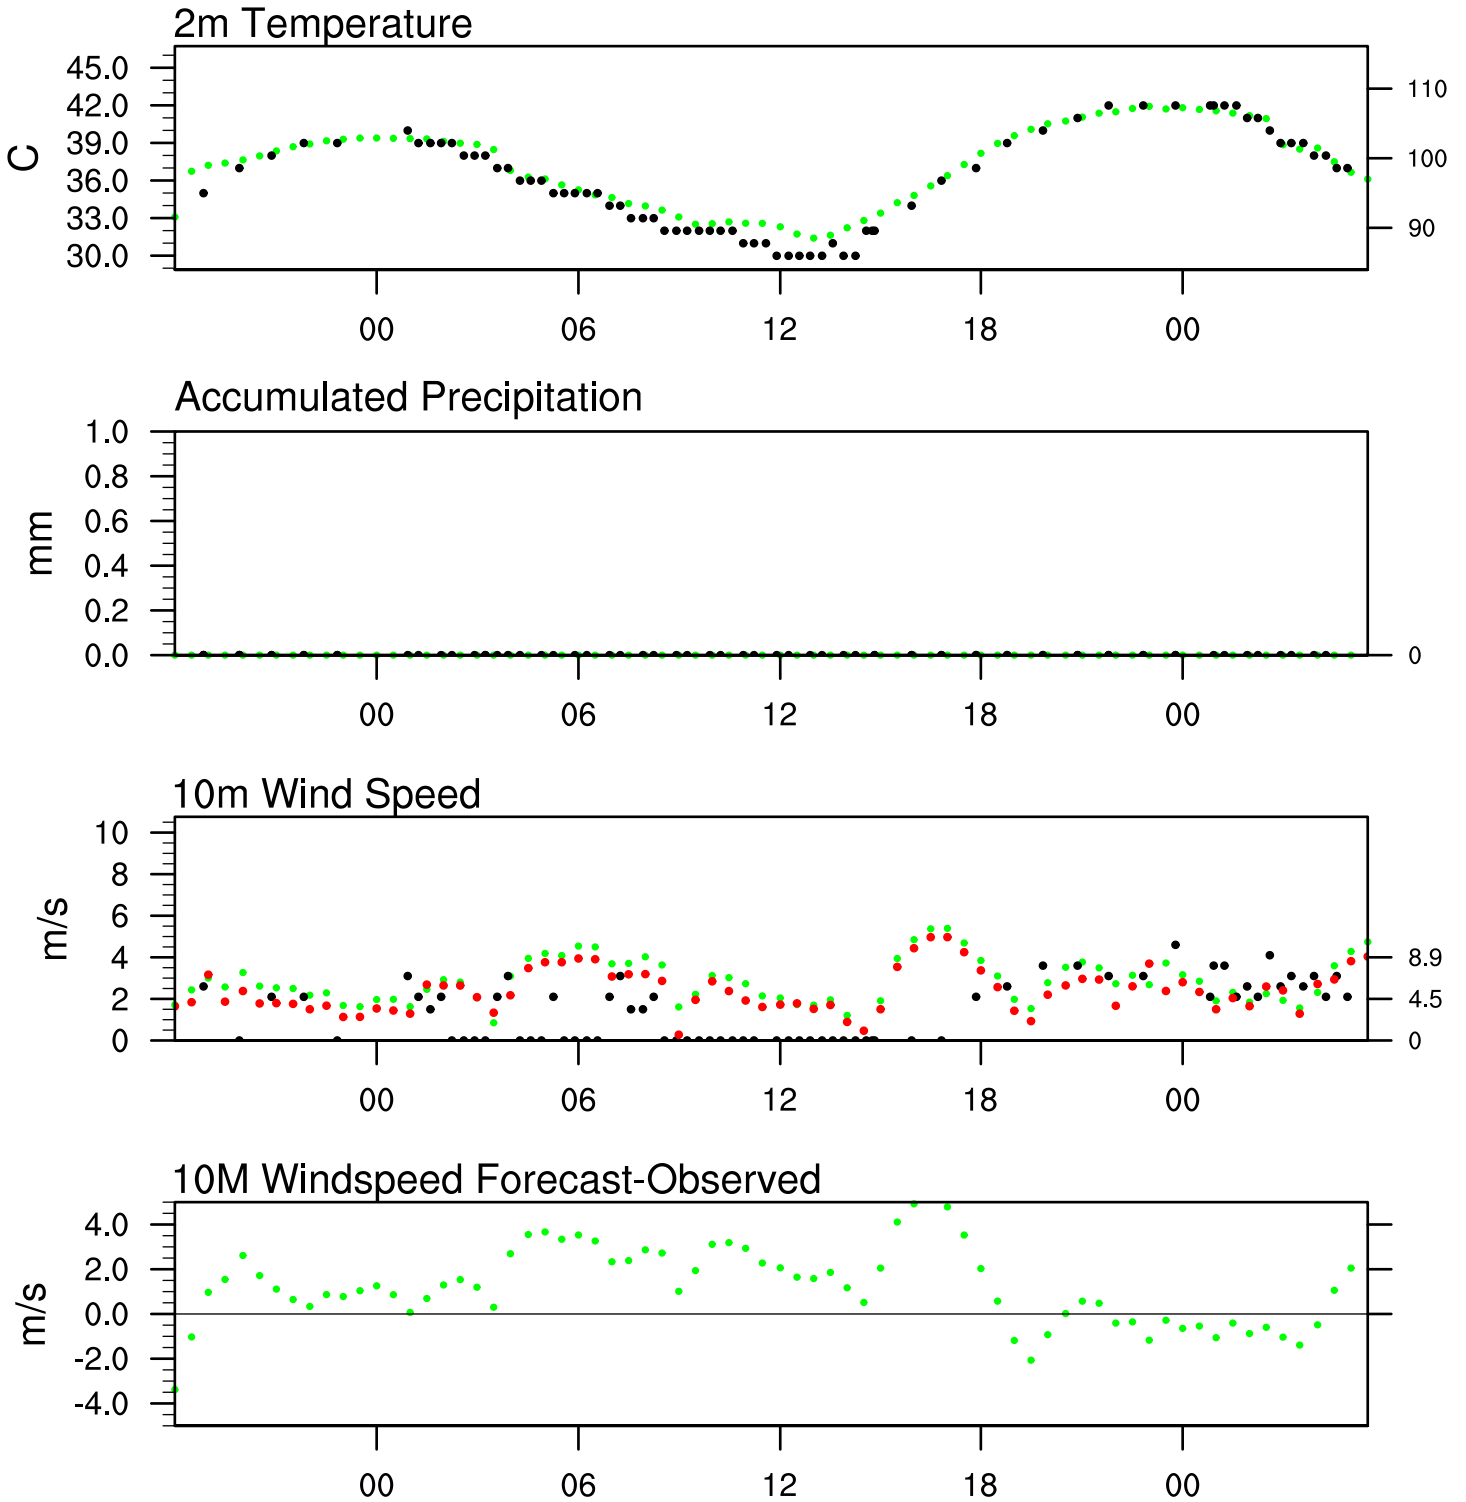 2m Temperature
45.0
42.0
39.0
36.0
33.0
30.0
C
110
100
90
00 06 12 18 00
Accumulated Precipitation
1.0
0.8
0.6
0.4
0.2
0.0
mm
0
00 06 12 18 00
10m Wind Speed
10
8
6
4
2
0
m/s
8.9
4.5
0
00 06 12 18 00
10M Windspeed Forecast-Observed
4.0
2.0
0.0
-2.0
-4.0
m/s
00 06 12 18 00